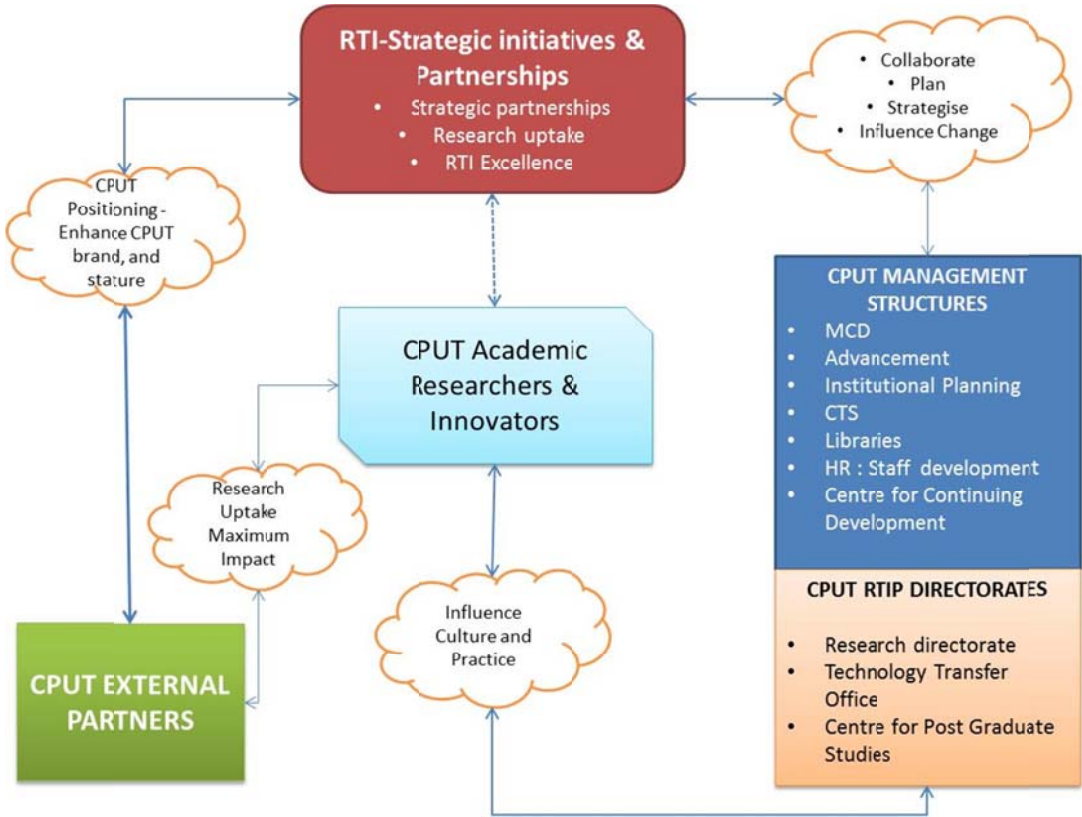 RTI-Strategic initiatives &
Partnerships
• Strategic partnerships
• Research uptake
• RTI Excellence
• Collaborate
• Plan
• Strategise
• Influence Change
CPUT
Positioning -
Enhance CPUT
brand, and
stature
CPUT Academic
Researchers &
Innovators
CPUT MANAGEMENT
STRUCTURES
• MCD
• Advancement
• Institutional Planning
• CTS
• Libraries
• HR : Staff development
• Centre for Continuing
Development
Research
Uptake
Maximum
Impact
Influence
Culture and
Practice
CPUT RTIP DIRECTORATES
• Research directorate
• Technology Transfer
Office
• Centre for Post Graduate
Studies
CPUT EXTERNAL
PARTNERS